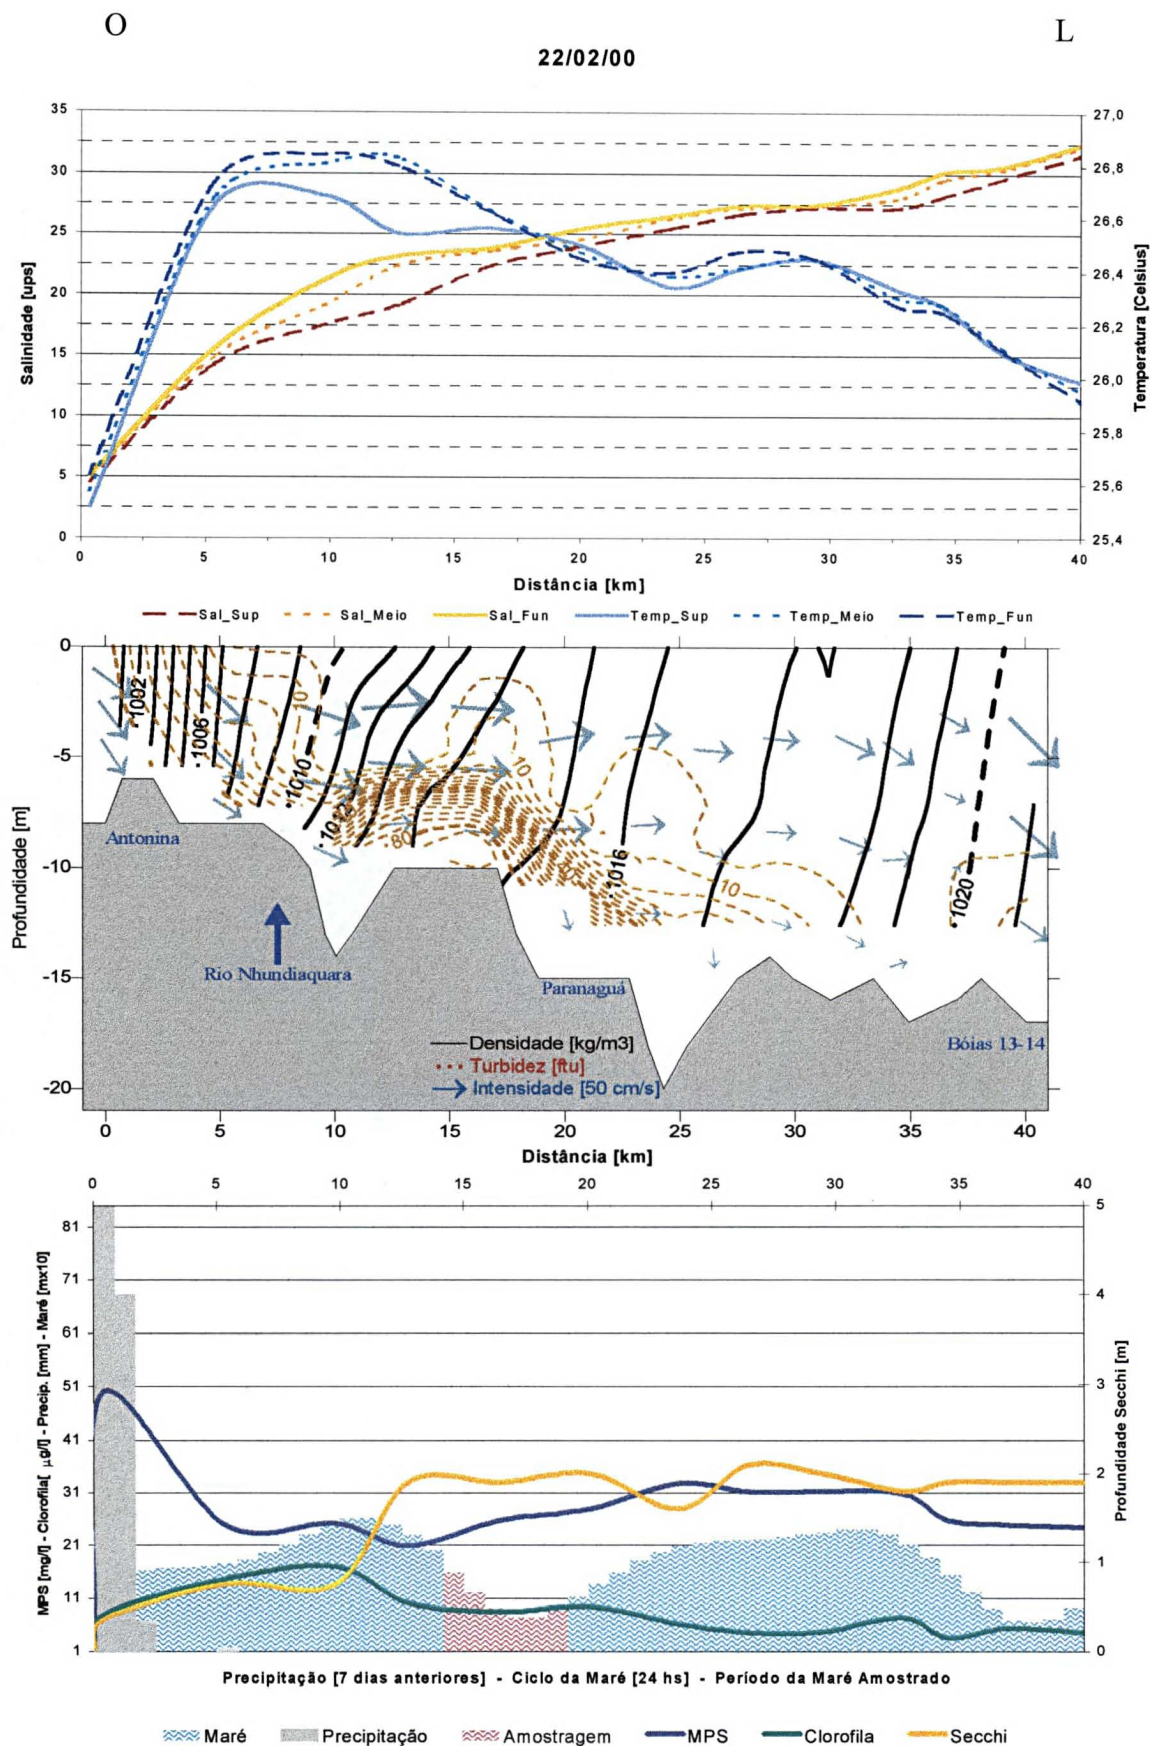 O
L
22/02/00
Salinidade [ups]
35
30
25
20
15
10
5
0
27,0
26,8
26,6
26,4
26,2
26,0
25,8
25,6
25,4
Temperatura [Celsius]
0 5 10 15 20 25 30 35 40
Distância [km]
Sal_Sup Sal_Meio Sal_Fun Temp_Sup Temp_Meio Temp_Fun
Profundidade [m]
0
-5
-10
-15
-20
1002
1006
1010
1012
1016
1020
10
10
80
10
10
Antonina
Rio Nhundiaquara
Paranaguá
Bóias 13-14
Densidade [kg/m3]
Turbidez [ftu]
Intensidade [50 cm/s]
0 5 10 15 20 25 30 35 40
Distância [km]
0 5 10 15 20 25 30 35 40
MPS [mg/l] - Clorofila[ µg/l] - Precip. [mm] - Maré [mx10]
81
71
61
51
41
31
21
11
1
5
4
3
2
1
0
Profundidade Secchi [m]
Precipitação [7 dias anteriores] - Ciclo da Maré [24 hs] - Período da Maré Amostrado
Maré Precipitação Amostragem MPS Clorofila Secchi